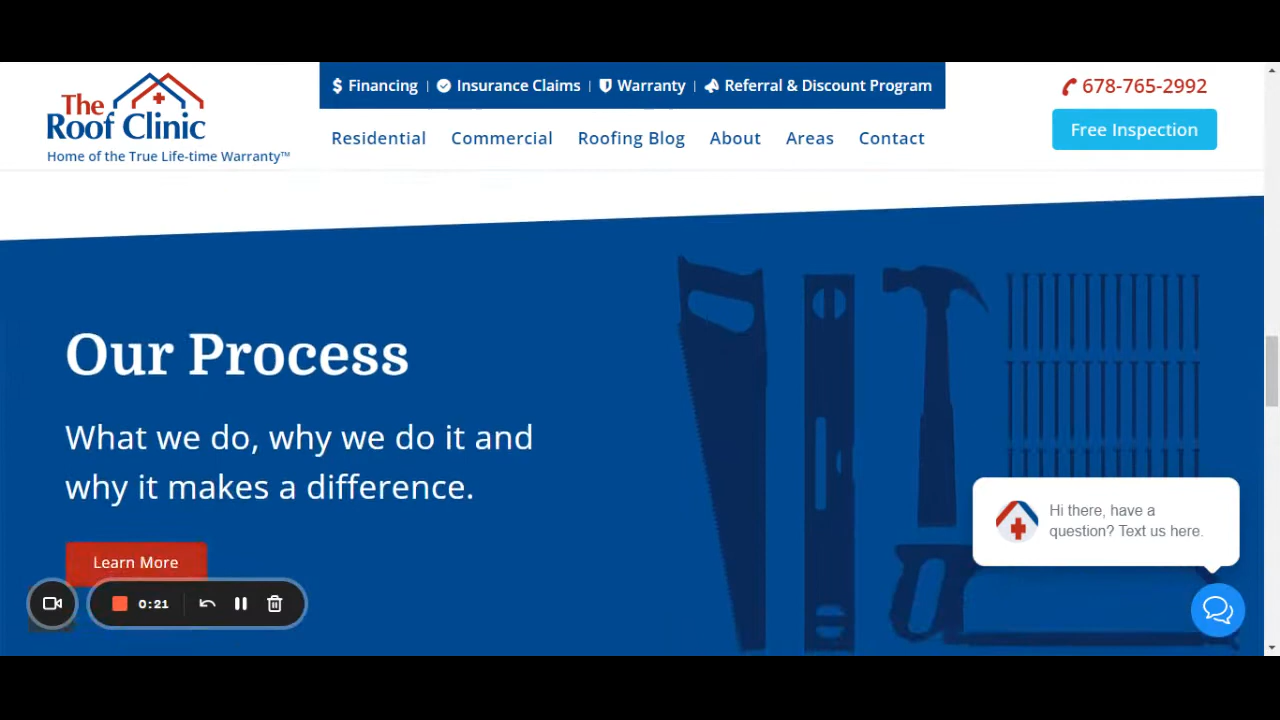 The
Roof Clinic
Home of the True Life-time Warranty™
Financing | Insurance Claims | Warranty | Referral & Discount Program
678-765-2992
Free Inspection
Residential Commercial Roofing Blog About Areas Contact
Our Process
What we do, why we do it and
why it makes a difference.
Learn More
Hi there, have a
question? Text us here.
0:21